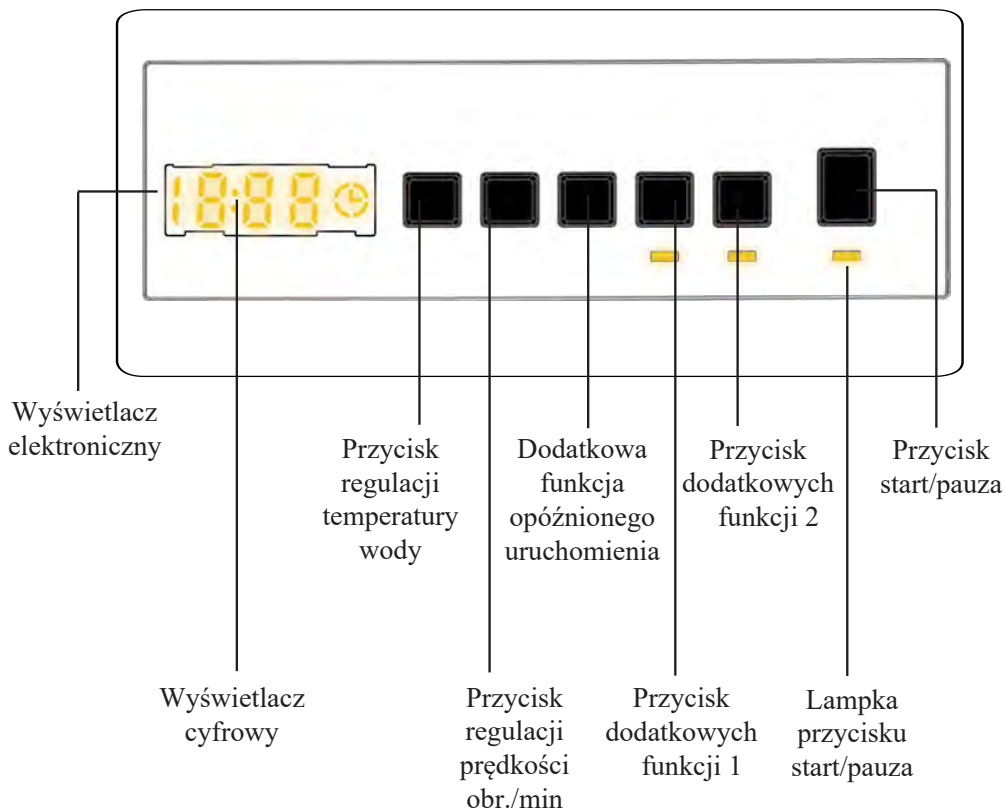 18:88
Wyświetlacz
elektroniczny
Przycisk
regulacji
temperatury
wody
Dodatkowa
funkcja
opóźnionego
uruchomienia
Przycisk
dodatkowych
funkcji 2
Przycisk
start/pauza
Wyświetlacz
cyfrowy
Przycisk
regulacji
prędkości
obr./min
Przycisk
dodatkowych
funkcji 1
Lampka
przycisku
start/pauza